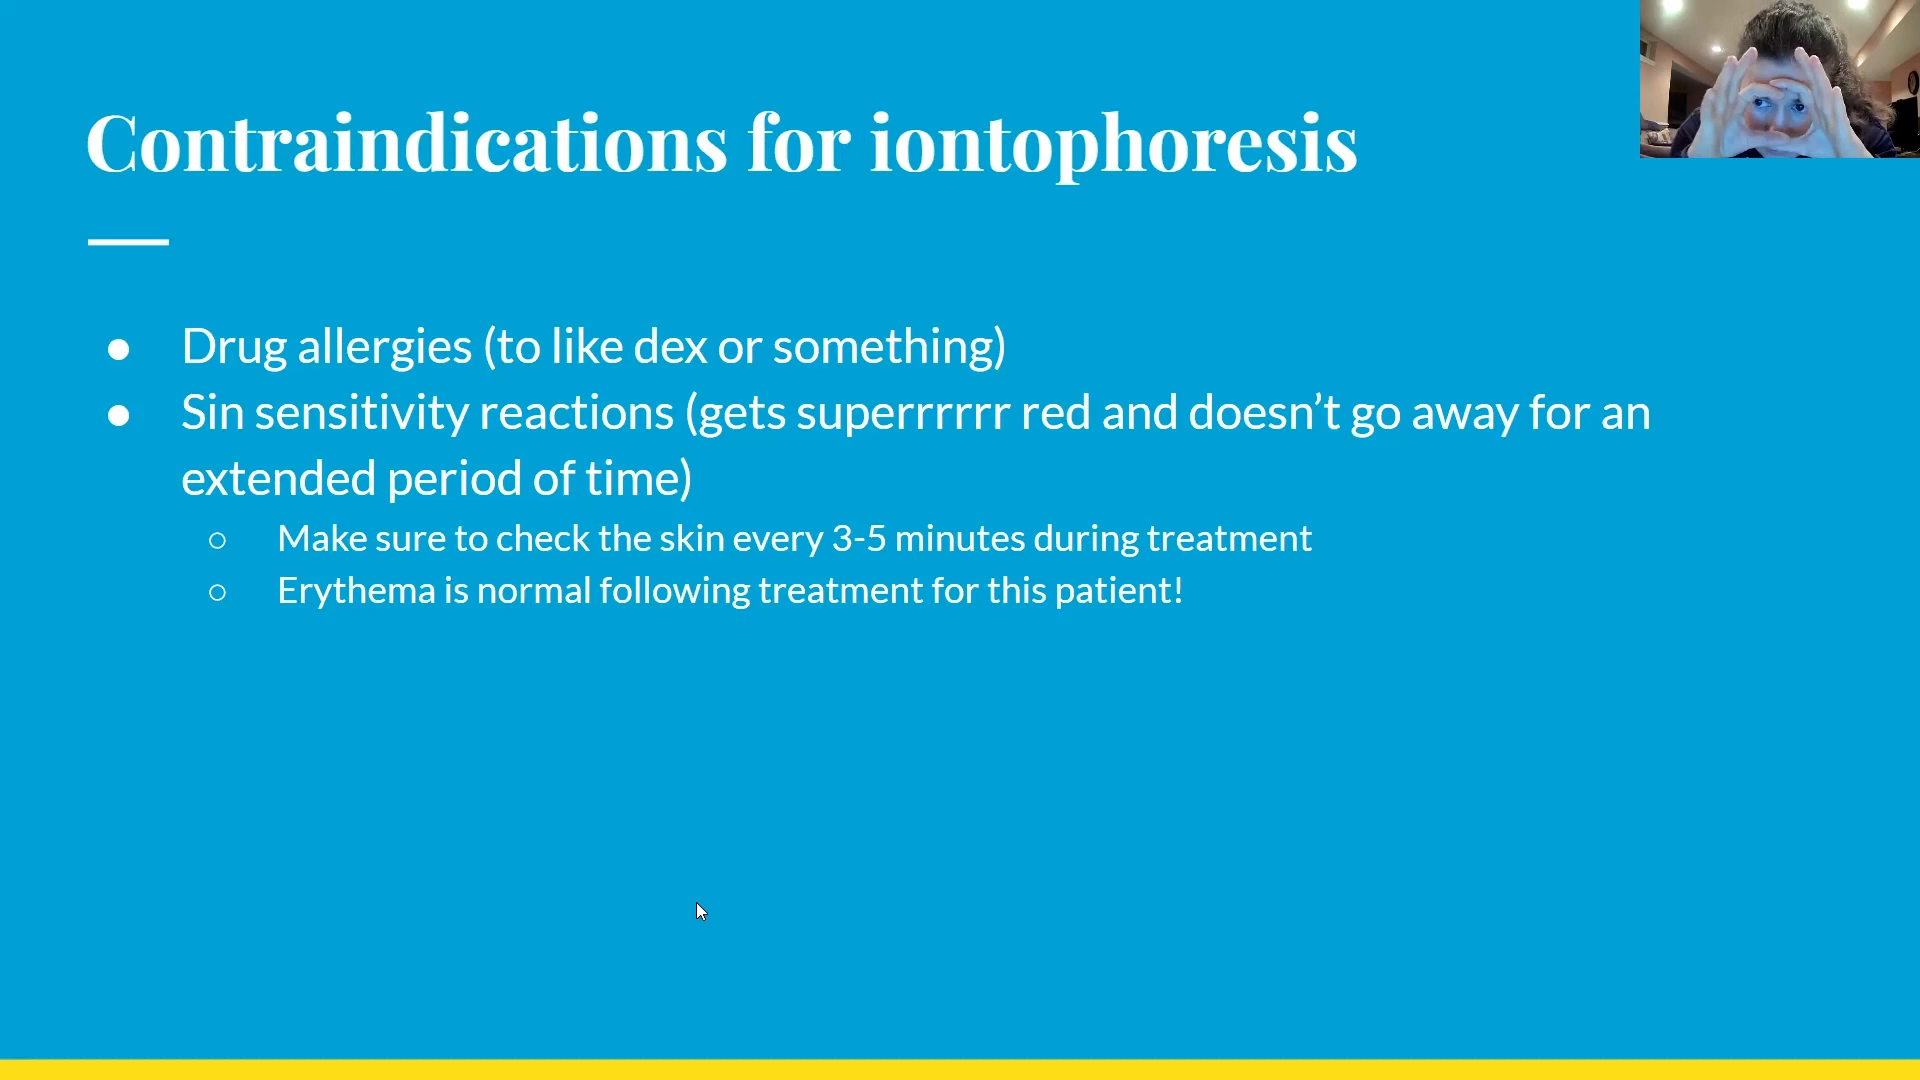 Contraindications for iontophoresis
● Drug allergies (to like dex or something)
● Sin sensitivity reactions (gets superrrrrr red and doesn’t go away for an
extended period of time)
○ Make sure to check the skin every 3-5 minutes during treatment
○ Erythema is normal following treatment for this patient!